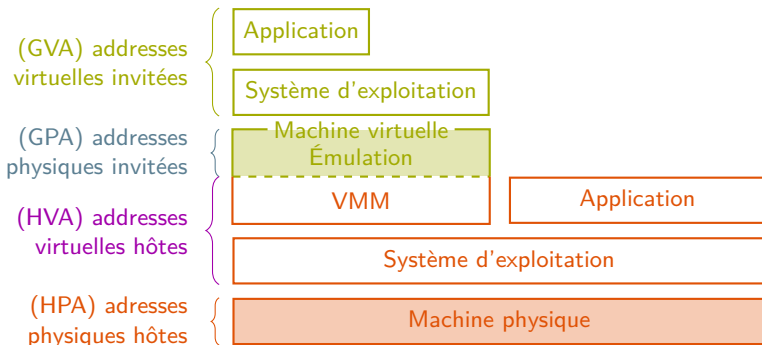 (GVA) addresses
virtuelles invitées
Application
Système d'exploitation
(GPA) addresses
physiques invitées
Machine virtuelle
Émulation
(HVA) addresses
virtuelles hôtes
VMM
Application
Système d'exploitation
(HPA) adresses
physiques hôtes
Machine physique